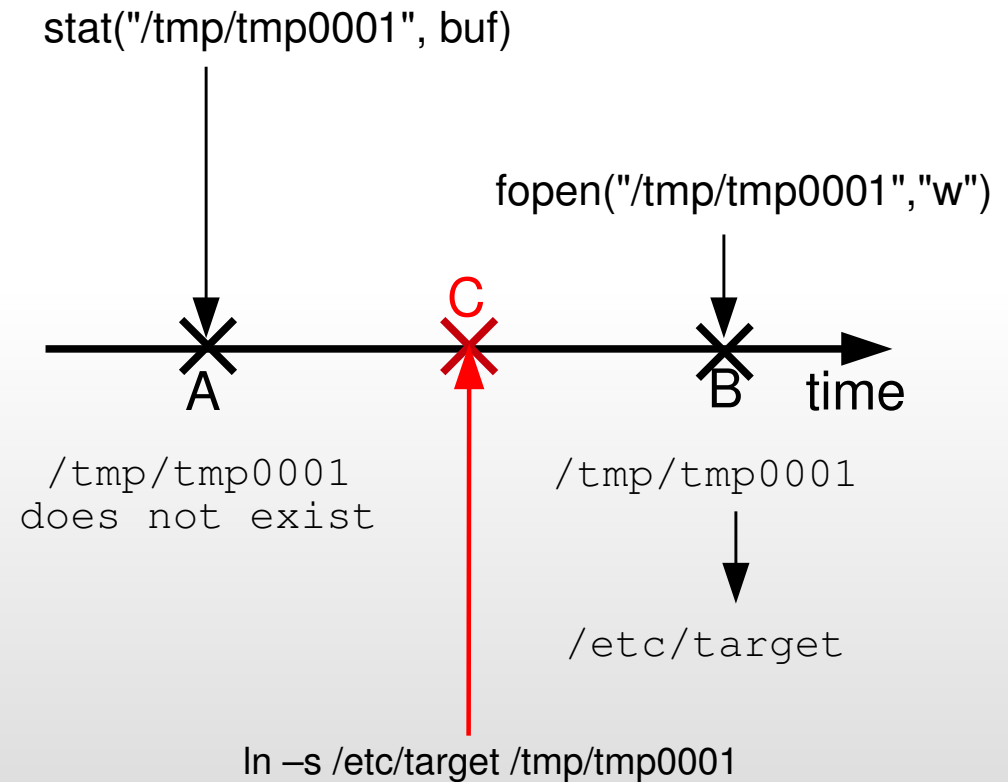 stat("/tmp/tmp0001", buf)
fopen("/tmp/tmp0001","w")
C
A
B
time
/tmp/tmp0001
does not exist
/tmp/tmp0001
/etc/target
ln –s /etc/target /tmp/tmp0001